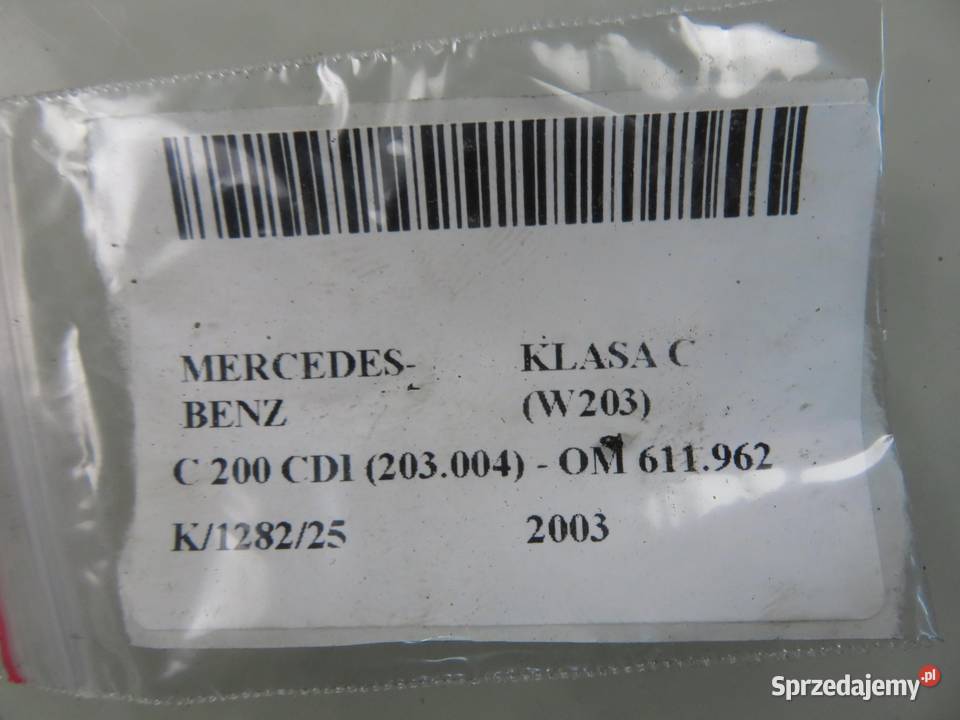 MERCEDES-
BENZ
KLASA C
(W203)
C 200 CDI (203.004) - OM 611.962
K/1282/25
2003
Sprzedajemy.pl